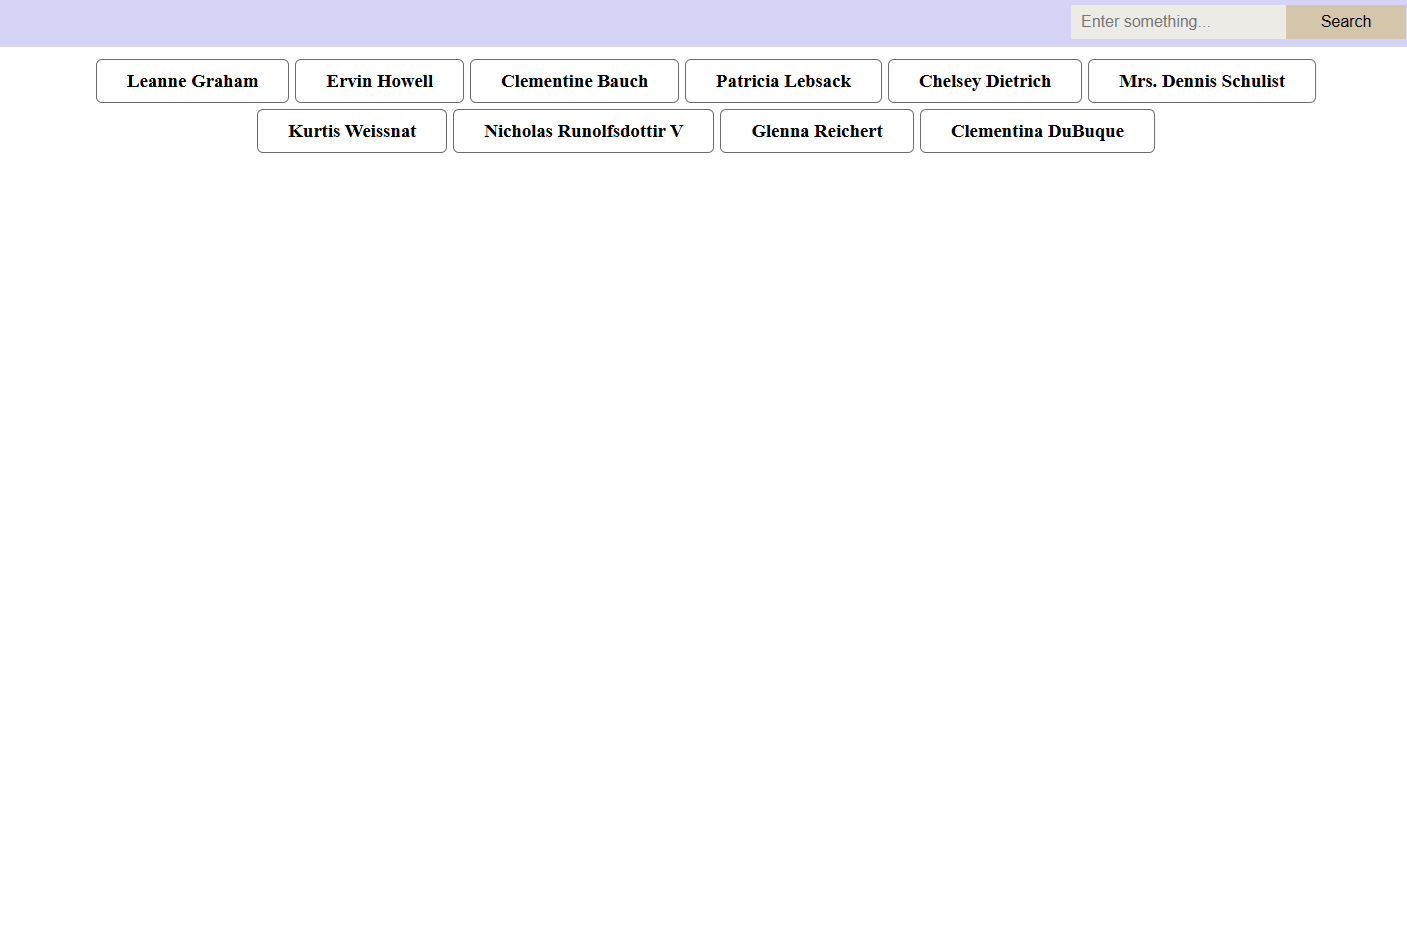 Enter something... Search
Leanne Graham Ervin Howell Clementine Bauch Patricia Lebsack Chelsey Dietrich Mrs. Dennis Schulist
Kurtis Weissnat Nicholas Runolfsdottir V Glenna Reichert Clementina DuBuque